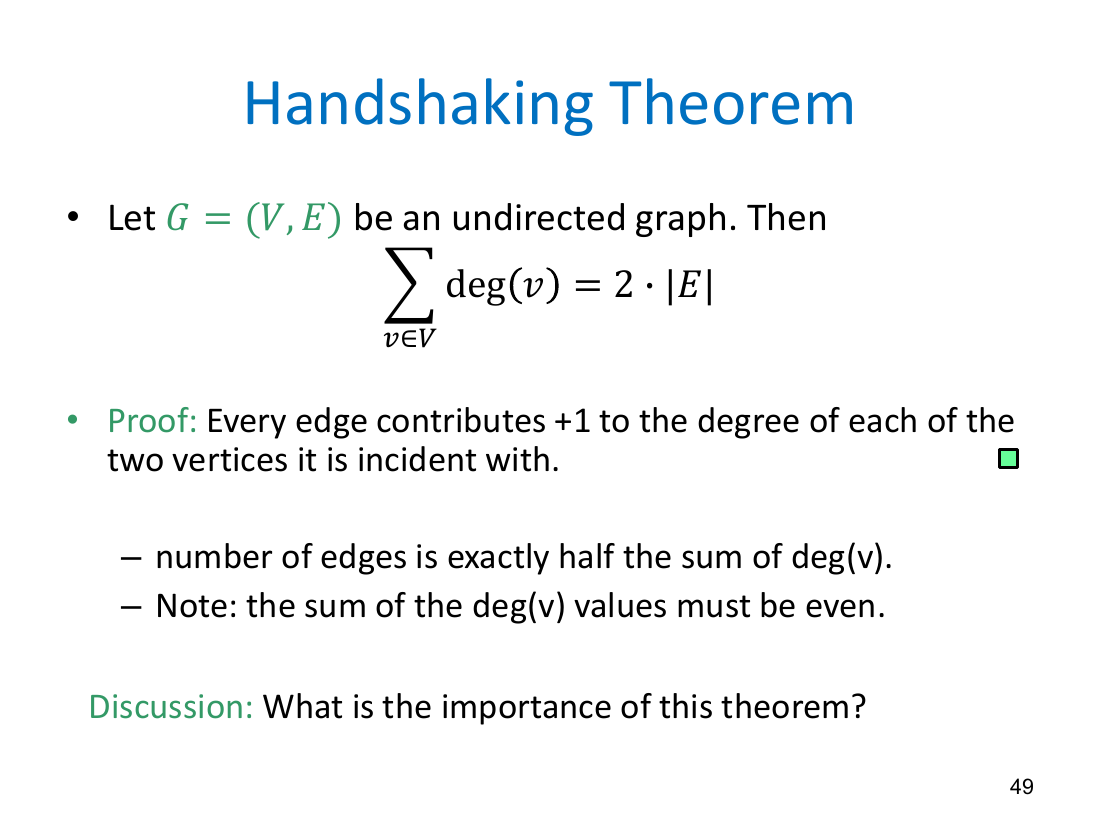 Handshaking Theorem
• Let 𝐺 = (𝑉, 𝐸) be an undirected graph. Then
∑ deg(𝑣) = 2 · |𝐸|
𝑣∈𝑉
• Proof: Every edge contributes +1 to the degree of each of the
two vertices it is incident with.
– number of edges is exactly half the sum of deg(v).
– Note: the sum of the deg(v) values must be even.
Discussion: What is the importance of this theorem?
49